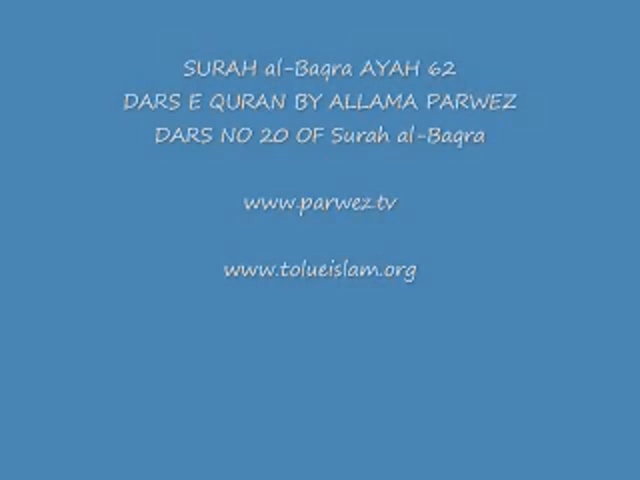 SURAH al-Baqra AYAH 62
DARS E QURAN BY ALLAMA PARWEZ
DARS NO 20 OF Surah al-Baqra
www.parwez.tv
www.tolueislam.org